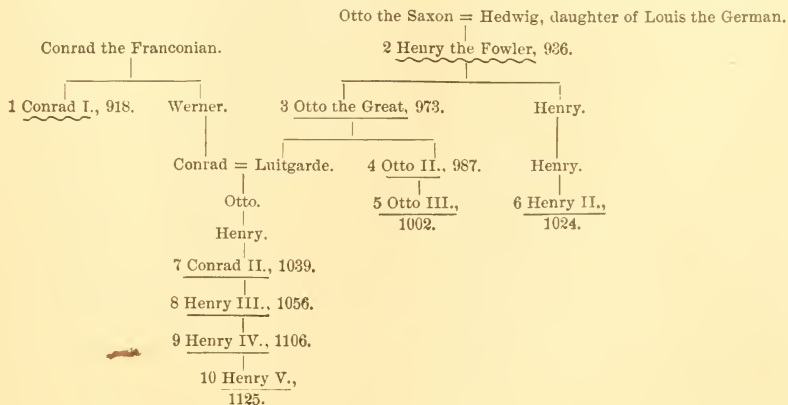 Otto the Saxon = Hedwig, daughter of Louis the German.
Conrad the Franconian.
2 Henry the Fowler, 936.
1 Conrad I., 918. Werner. 3 Otto the Great, 973. Henry.
Conrad = Luitgarde. 4 Otto II., 987. Henry.
Otto. 5 Otto III., 6 Henry II.,
1002. 1024.
Henry.
7 Conrad II., 1039.
8 Henry III., 1056.
9 Henry IV., 1106.
10 Henry V.,
1125.